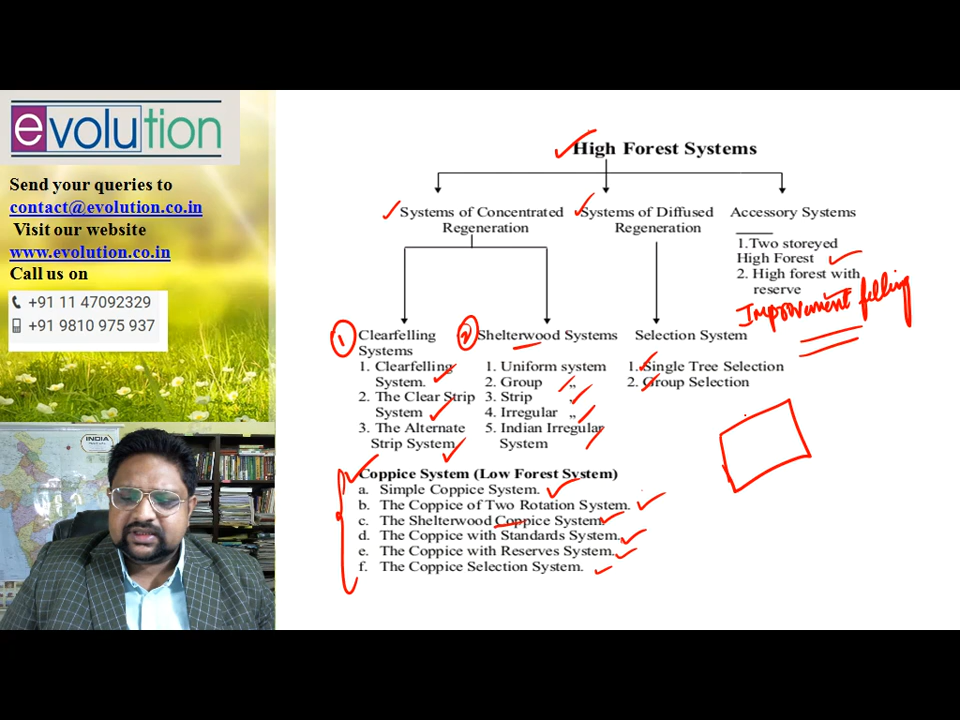 evolution
Send your queries to
contact@evolution.co.in
Visit our website
www.evolution.co.in
Call us on
+91 11 47092329
+91 9810 975 937
INDIA
High Forest Systems
Systems of Concentrated
Regeneration
Systems of Diffused
Regeneration
Accessory Systems
1.Two storeyed
High Forest
2. High forest with
reserve
Improvement felling
1 Clearfelling
Systems
1. Clearfelling
System.
2. The Clear Strip
System
3. The Alternate
Strip System
2 Shelterwood Systems
1. Uniform system
2. Group „
3. Strip „
4. Irregular „
5. Indian Irregular
System
Selection System
1. Single Tree Selection
2. Group Selection
Coppice System (Low Forest System)
a. Simple Coppice System.
b. The Coppice of Two Rotation System.
c. The Shelterwood Coppice System.
d. The Coppice with Standards System.
e. The Coppice with Reserves System.
f. The Coppice Selection System.